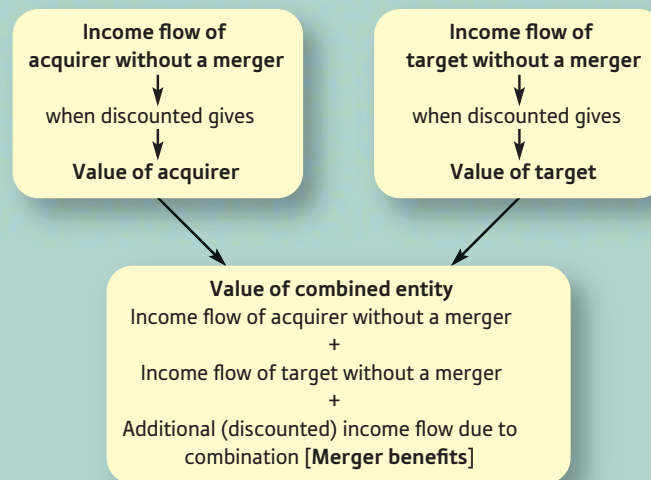 Income flow of
acquirer without a merger
when discounted gives
Value of acquirer
Income flow of
target without a merger
when discounted gives
Value of target
Value of combined entity
Income flow of acquirer without a merger
+
Income flow of target without a merger
+
Additional (discounted) income flow due to
combination [Merger benefits]